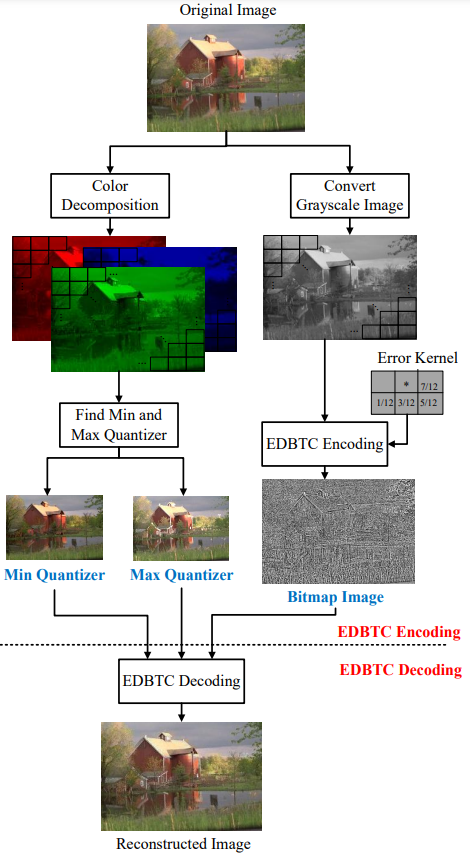 Original Image
Color
Decomposition
Convert
Grayscale Image
Error Kernel
* 7/12
1/12 3/12 5/12
Find Min and
Max Quantizer
EDBTC Encoding
Min Quantizer
Max Quantizer
Bitmap Image
EDBTC Encoding
EDBTC Decoding
EDBTC Decoding
Reconstructed Image